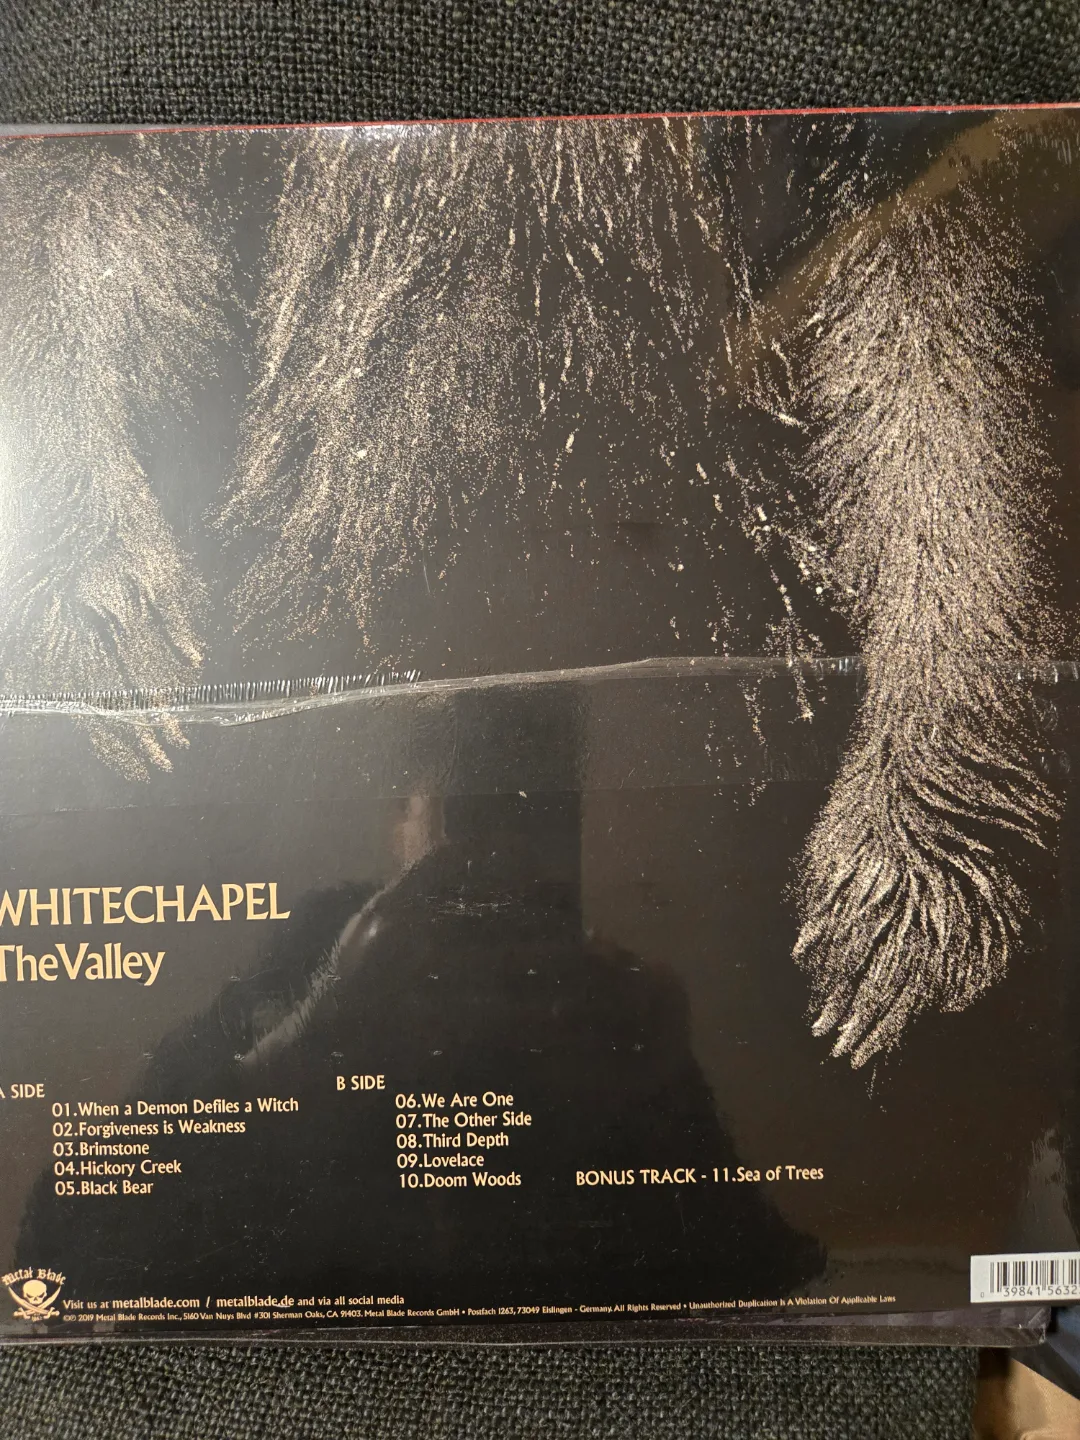 WHITECHAPEL
The Valley
A SIDE
01.When a Demon Defiles a Witch
02.Forgiveness is Weakness
03.Brimstone
04.Hickory Creek
05.Black Bear
B SIDE
06.We Are One
07.The Other Side
08.Third Depth
09.Lovelace
10.Doom Woods
BONUS TRACK - 11.Sea of Trees
Metal Blade
Visit us at metalblade.com / metalblade.de and via all social media
℗© 2019 Metal Blade Records Inc., 5160 Van Nuys Blvd #301 Sherman Oaks, CA 91403. Metal Blade Records GmbH • Postfach 1263, 73049 Eislingen - Germany. All Rights Reserved • Unauthorized Duplication Is A Violation Of Applicable Laws
0 39841 5632